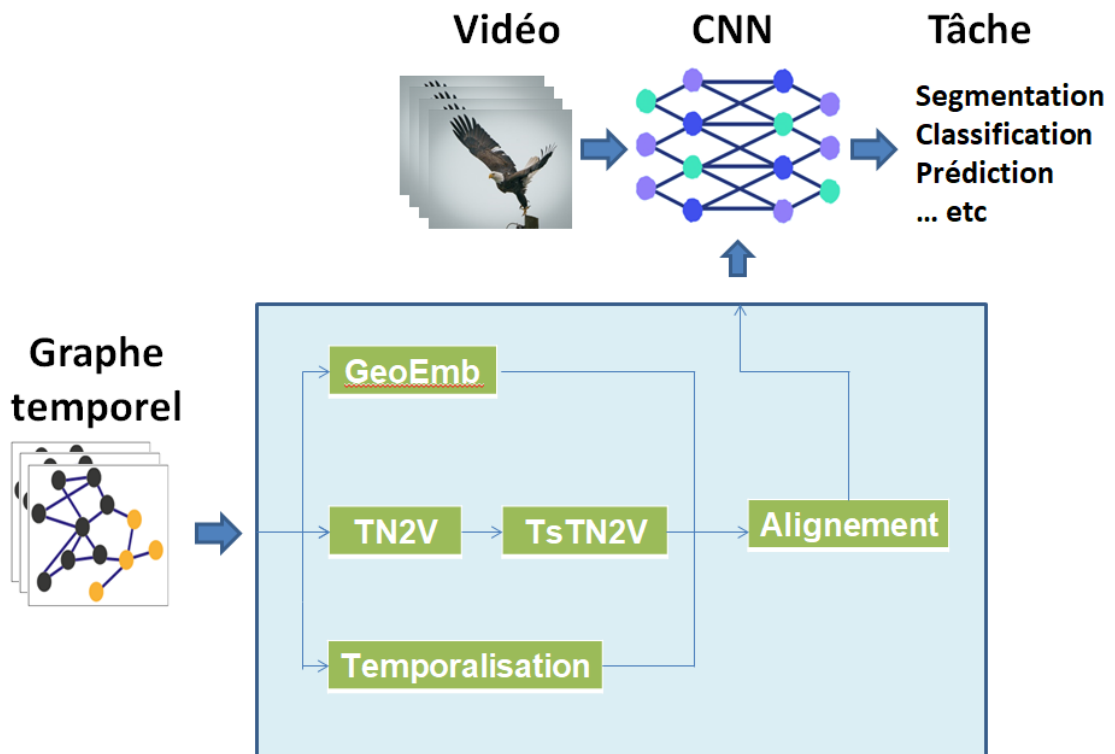 Vidéo
CNN
Tâche
Segmentation
Classification
Prédiction
... etc
Graphe
temporel
GeoEmb
TN2V
TsTN2V
Alignement
Temporalisation